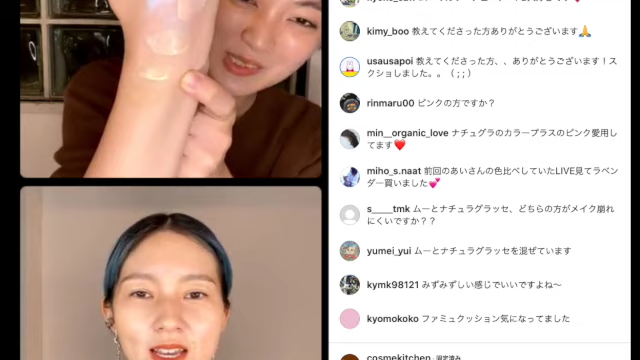 kimy_boo 教えてくださった方ありがとうございます🙏
usausapoi 教えてくださった方、、ありがとうございます！ス
クショしました。。（ ; ; ）
rinmaru00 ピンクの方ですか？
min__organic_love ナチュグラのカラープラスのピンク愛用し
てます❤️
miho_s.naat 前回のあいさんの色比べしていたLIVE見てラベン
ダー買いました💕
s_____tmk ムーとナチュラグラッセ、どちらの方がメイク崩れ
にくいですか？？
yumei_yui ムーとナチュラグラッセを混ぜています
kymk98121 みずみずしい感じでいいですよね〜
kyomokoko ファミュクッション気になってました
cosmekitchen 固定済み